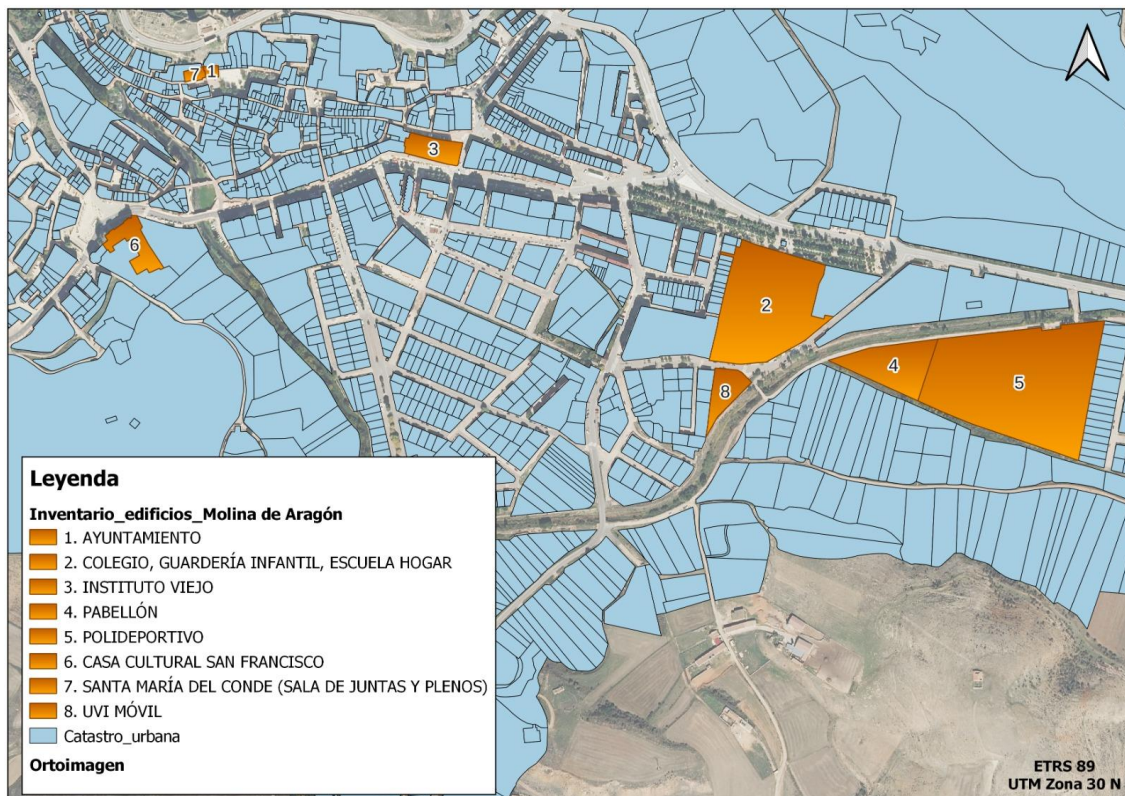 7 1
3
6
2
4
5
8
Leyenda
Inventario_edificios_Molina de Aragón
1. AYUNTAMIENTO
2. COLEGIO, GUARDERÍA INFANTIL, ESCUELA HOGAR
3. INSTITUTO VIEJO
4. PABELLÓN
5. POLIDEPORTIVO
6. CASA CULTURAL SAN FRANCISCO
7. SANTA MARÍA DEL CONDE (SALA DE JUNTAS Y PLENOS)
8. UVI MÓVIL
Catastro_urbana
Ortoimagen
ETRS 89
UTM Zona 30 N